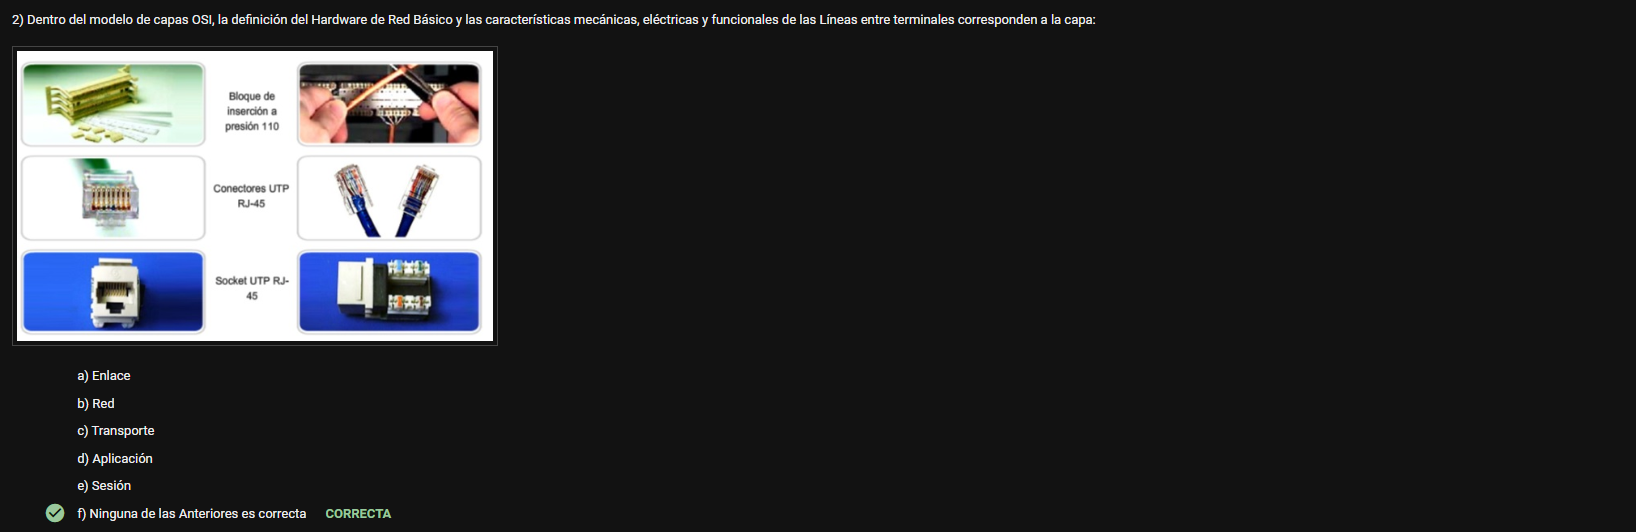 2) Dentro del modelo de capas OSI, la definición del Hardware de Red Básico y las características mecánicas, eléctricas y funcionales de las Líneas entre terminales corresponden a la capa:
Bloque de
inserción a
presión 110
Conectores UTP
RJ-45
Socket UTP RJ-
45
a) Enlace
b) Red
c) Transporte
d) Aplicación
e) Sesión
f) Ninguna de las Anteriores es correcta CORRECTA